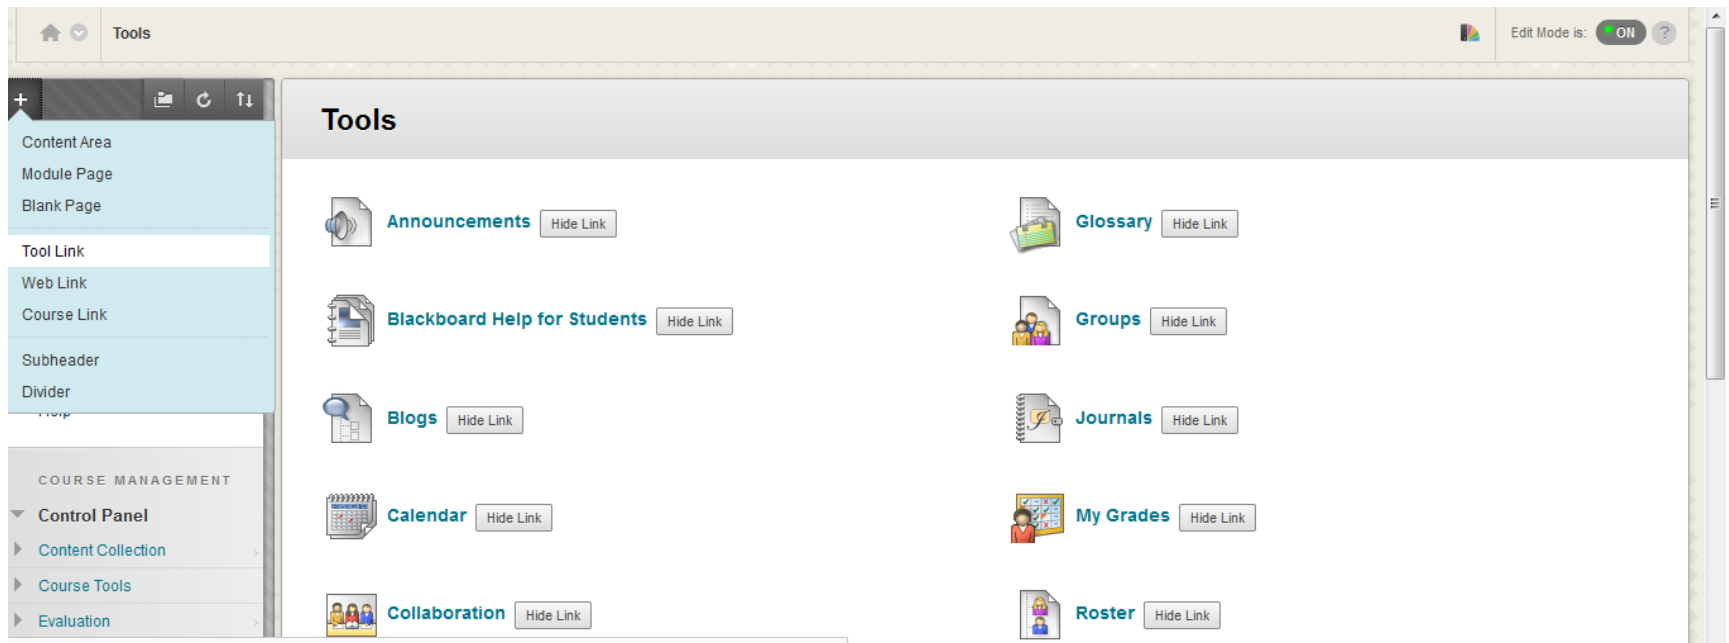 Tools
Edit Mode is: ON ?
Content Area
Module Page
Blank Page
Tool Link
Web Link
Course Link
Subheader
Divider
Help
COURSE MANAGEMENT
Control Panel
Content Collection
Course Tools
Evaluation
Tools
Announcements Hide Link
Glossary Hide Link
Blackboard Help for Students Hide Link
Groups Hide Link
Blogs Hide Link
Journals Hide Link
Calendar Hide Link
My Grades Hide Link
Collaboration Hide Link
Roster Hide Link